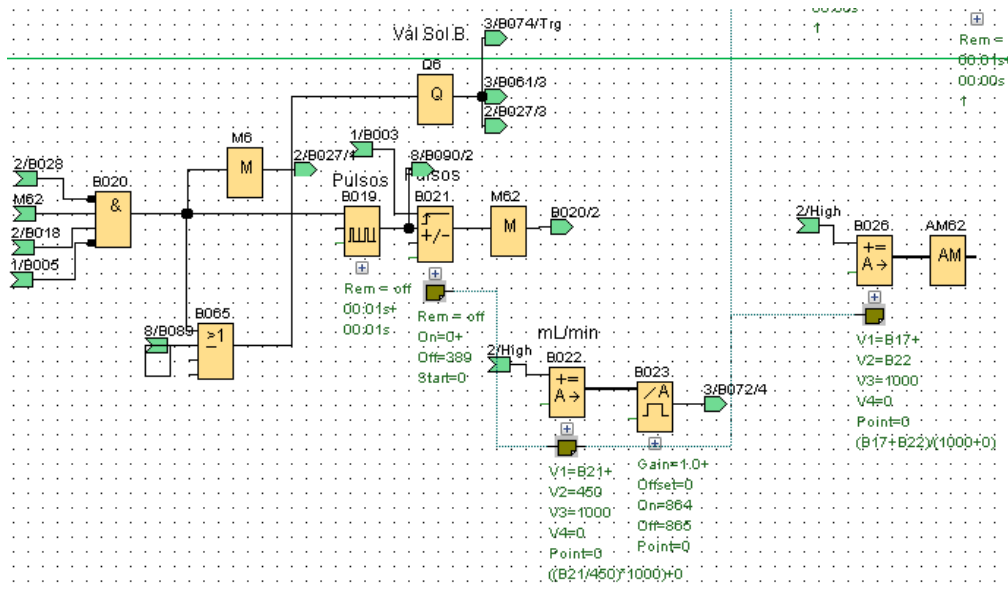 3/B074/Trg
Vál Sol.B.
Q6
Q
3/B061/3
2/B027/3
00:00s
↑
Rem =
00:01s+
00:00s
↑
M6
M
2/B027/4
1/B003
8/B090/2
2/B028
M62
2/B018
1/B005
B020
&
Pulsos
B019
Pulsos
B021
+/-
M62
M
B020/2
Rem = off
00:01s+
00:01s
Rem = off
On=0+
Off=389
Start=0
2/High
B026
+=
A→
AM62
AM
V1=B17+
V2=B22
V3=1000
V4=0
Point=0
(B17+B22)/(1000+0)
8/B089
B065
>1
mL/min
2/High
B022
+=
A→
B023
/A
3/B072/4
V1=B21+
V2=450
V3=1000
V4=0
Point=0
((B21/450)*1000)+0
Gain=1.0+
Offset=0
On=864
Off=865
Point=0